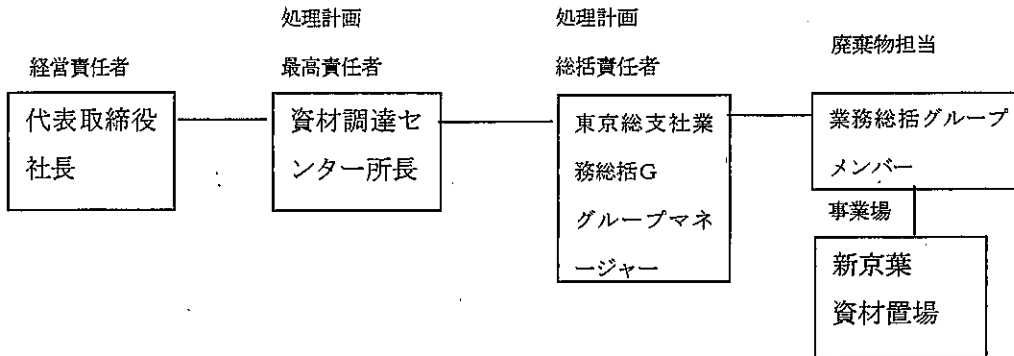 経営責任者
代表取締役
社長
処理計画
最高責任者
資材調達セ
ンター所長
処理計画
総括責任者
東京総支社業
務総括G
グループマネ
ージャー
廃棄物担当
業務総括グループ
メンバー
事業場
新京葉
資材置場